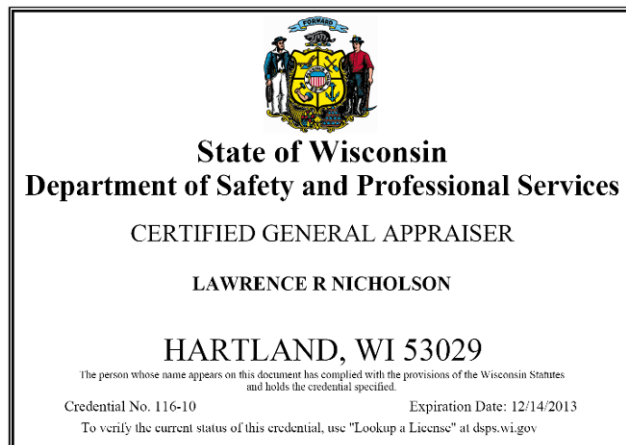 FORWARD
State of Wisconsin
Department of Safety and Professional Services
CERTIFIED GENERAL APPRAISER
LAWRENCE R NICHOLSON
HARTLAND, WI 53029
The person whose name appears on this document has complied with the provisions of the Wisconsin Statutes
and holds the credential specified.
Credential No. 116-10 Expiration Date: 12/14/2013
To verify the current status of this credential, use "Lookup a License" at dsps.wi.gov